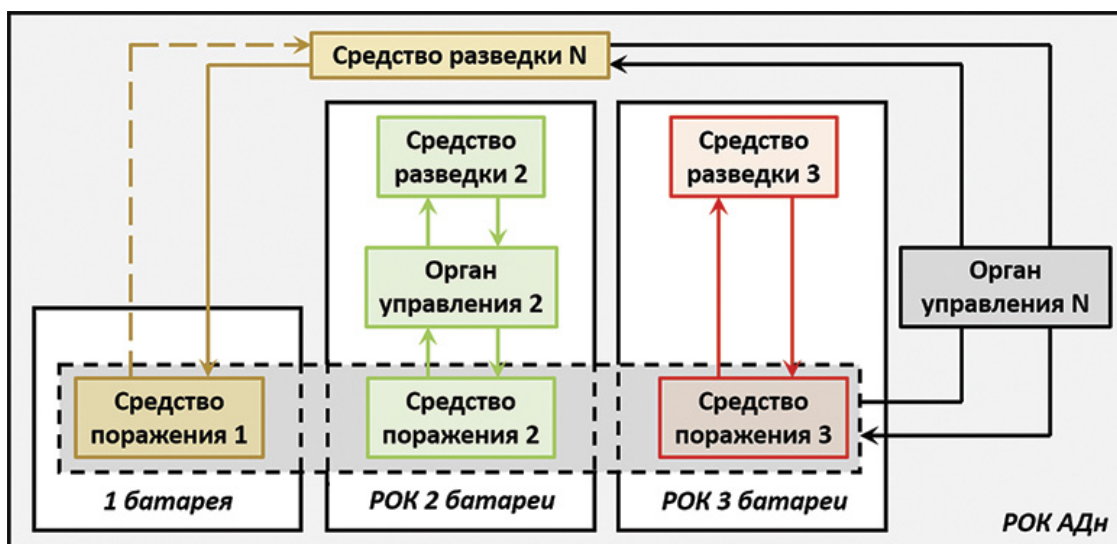 Средство разведки N
Средство
разведки 2
Средство
разведки 3
Орган
управления 2
Орган
управления N
Средство
поражения 1
Средство
поражения 2
Средство
поражения 3
1 батарея
РОК 2 батареи
РОК 3 батареи
РОК АДн